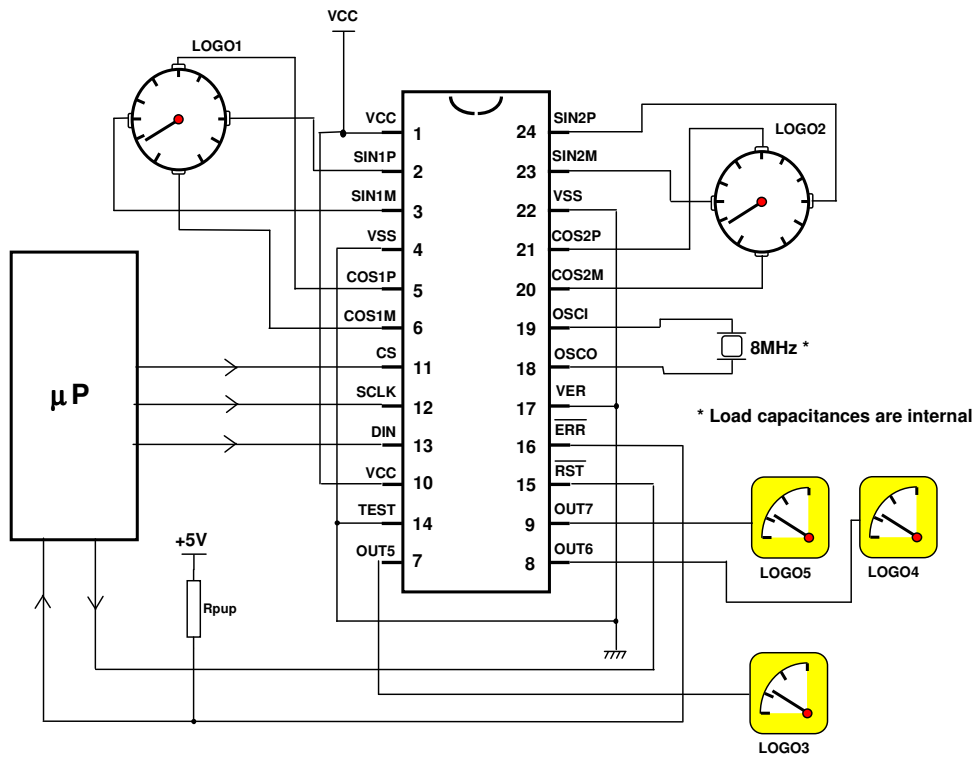 VCC
LOGO1
VCC
1
SIN1P
2
SIN1M
3
VSS
4
COS1P
5
COS1M
6
CS
11
SCLK
12
DIN
13
VCC
10
TEST
14
OUT5
7
SIN2P
24
SIN2M
23
VSS
22
COS2P
21
COS2M
20
OSCI
19
OSCO
18
VER
17
ERR
16
RST
15
OUT7
9
OUT6
8
LOGO2
8MHz *
* Load capacitances are internal
µP
+5V
Rpup
LOGO5
LOGO4
LOGO3